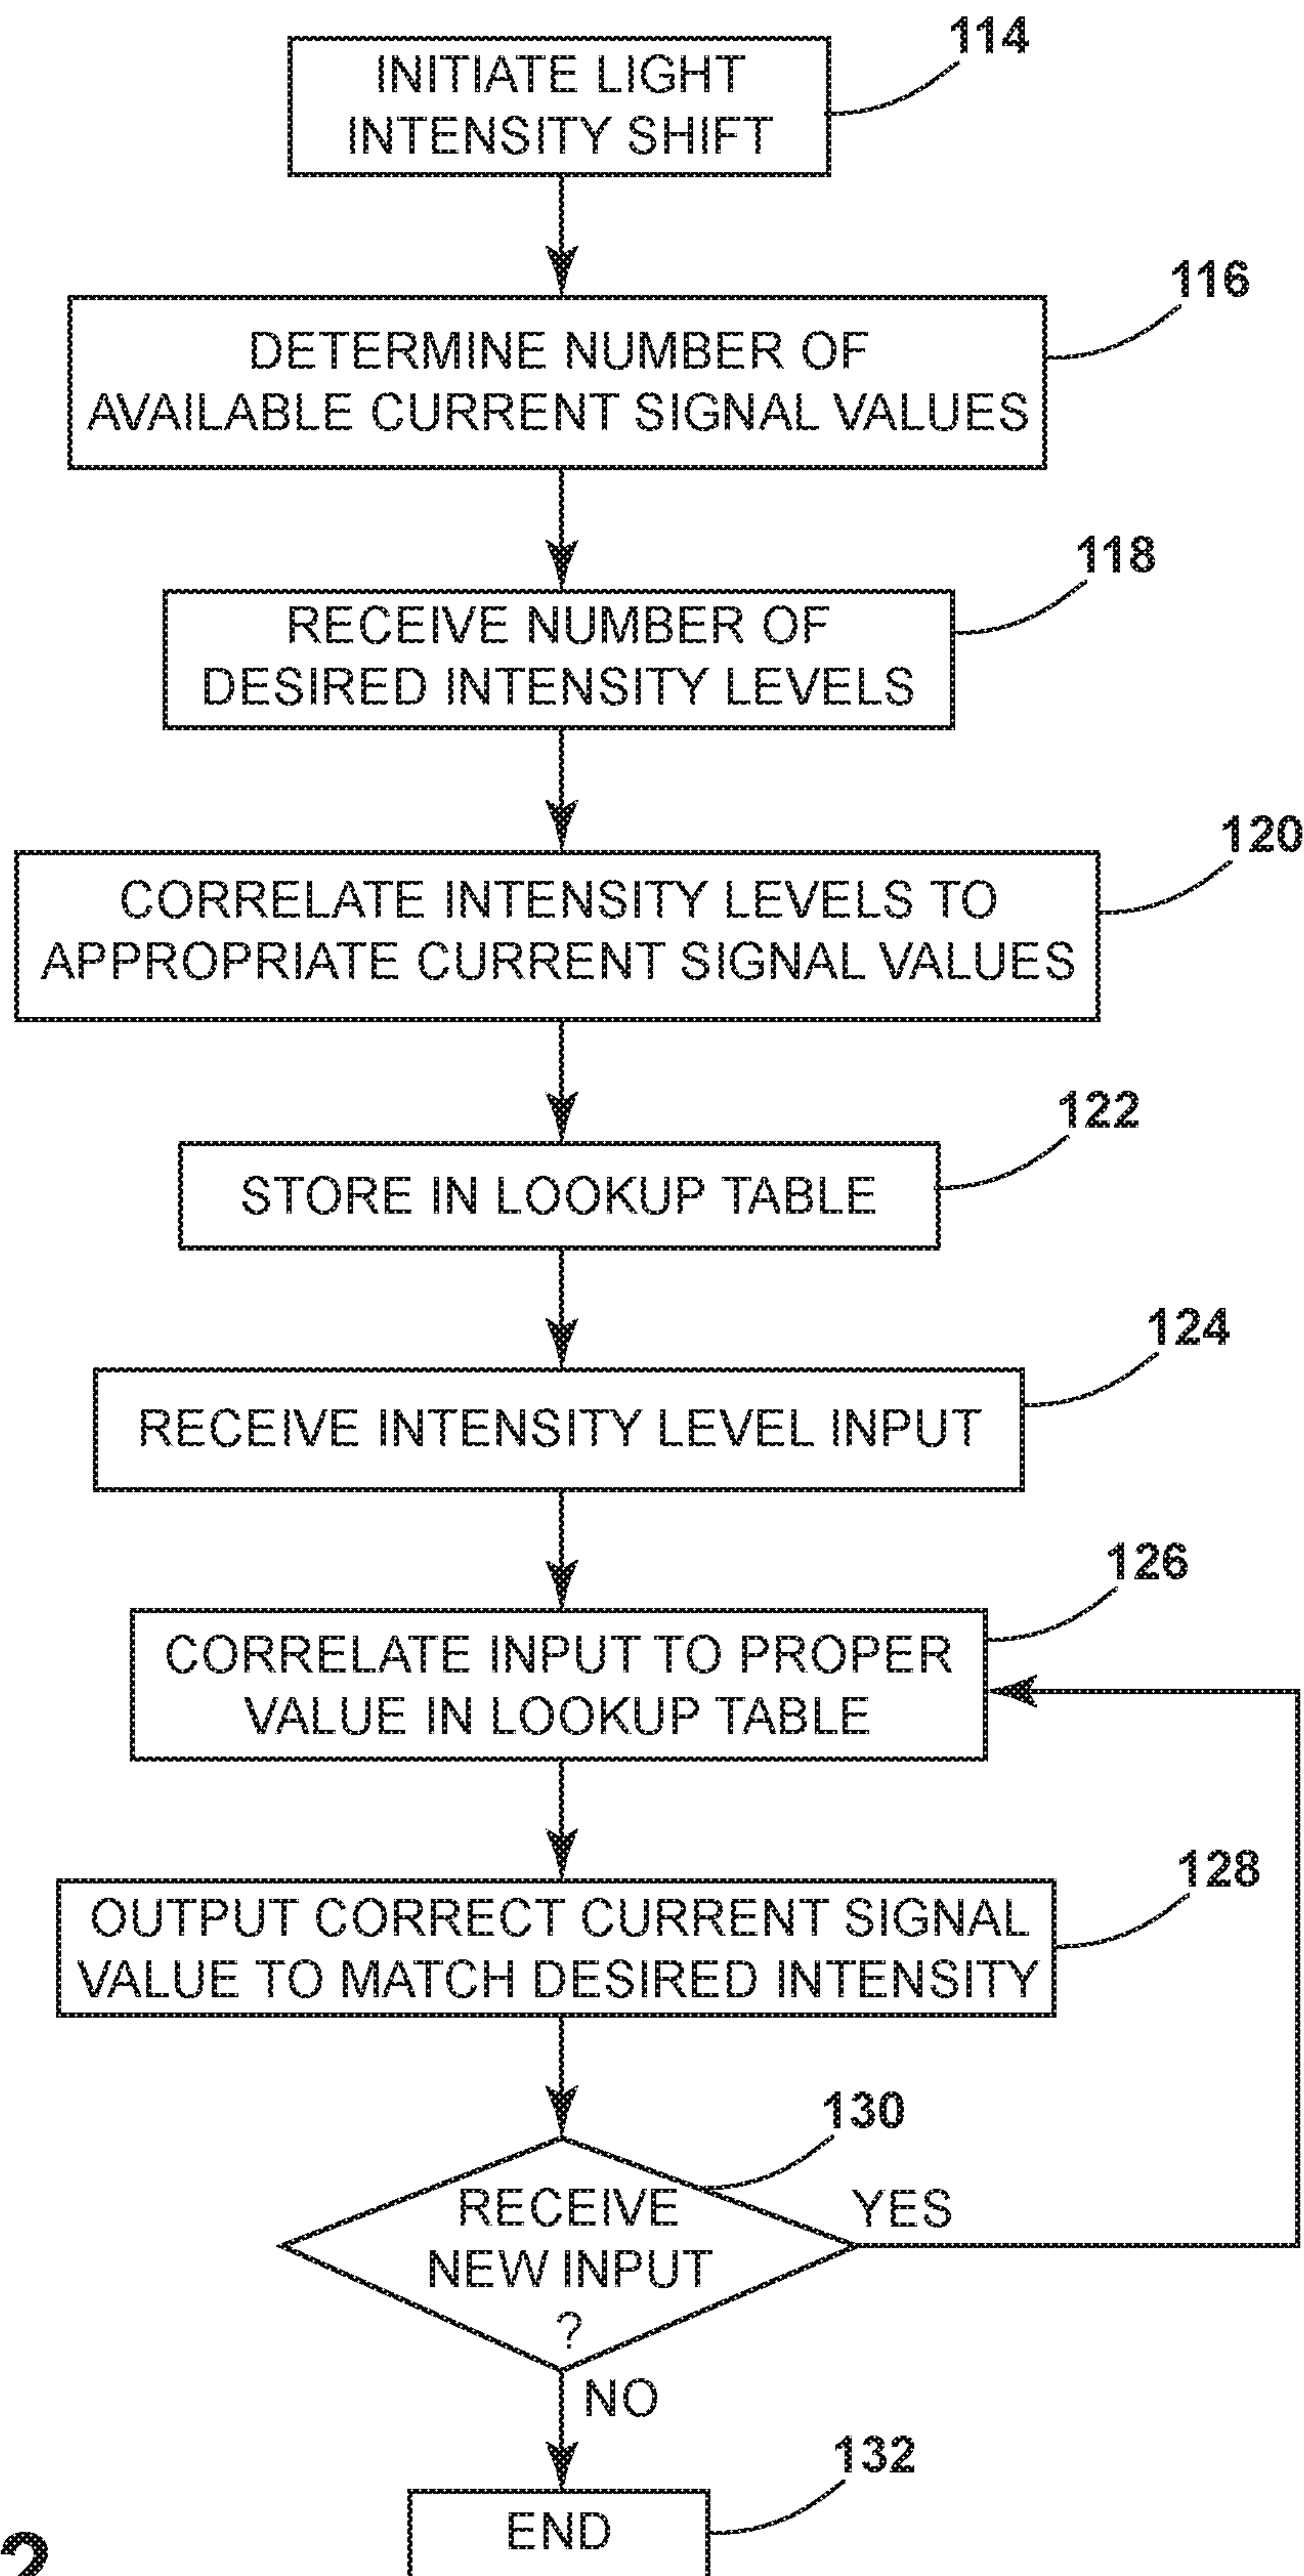 114
INITIATE LIGHT
INTENSITY SHIFT
116
DETERMINE NUMBER OF
AVAILABLE CURRENT SIGNAL VALUES
118
RECEIVE NUMBER OF
DESIRED INTENSITY LEVELS
120
CORRELATE INTENSITY LEVELS TO
APPROPRIATE CURRENT SIGNAL VALUES
122
STORE IN LOOKUP TABLE
124
RECEIVE INTENSITY LEVEL INPUT
126
CORRELATE INPUT TO PROPER
VALUE IN LOOKUP TABLE
128
OUTPUT CORRECT CURRENT SIGNAL
VALUE TO MATCH DESIRED INTENSITY
130
RECEIVE
NEW INPUT
?
YES
NO
132
END
2